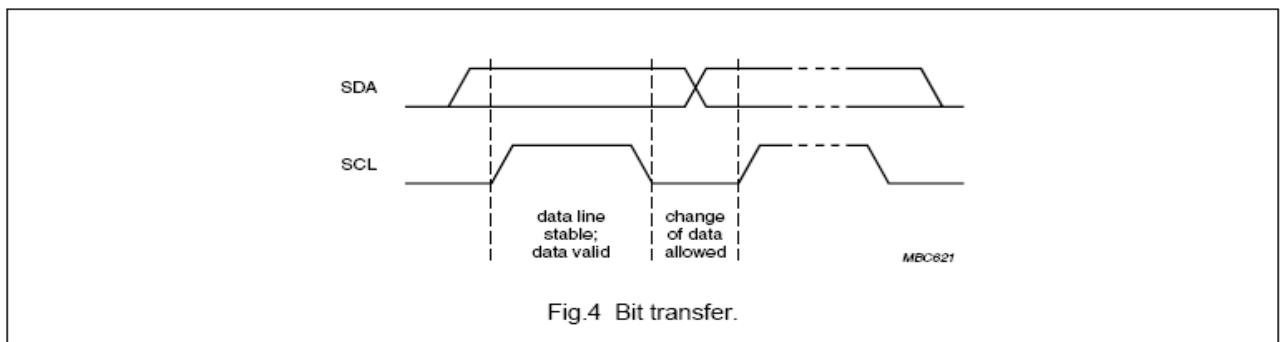 SDA
SCL
data line
stable;
data valid
change
of data
allowed
MBC621
Fig.4 Bit transfer.